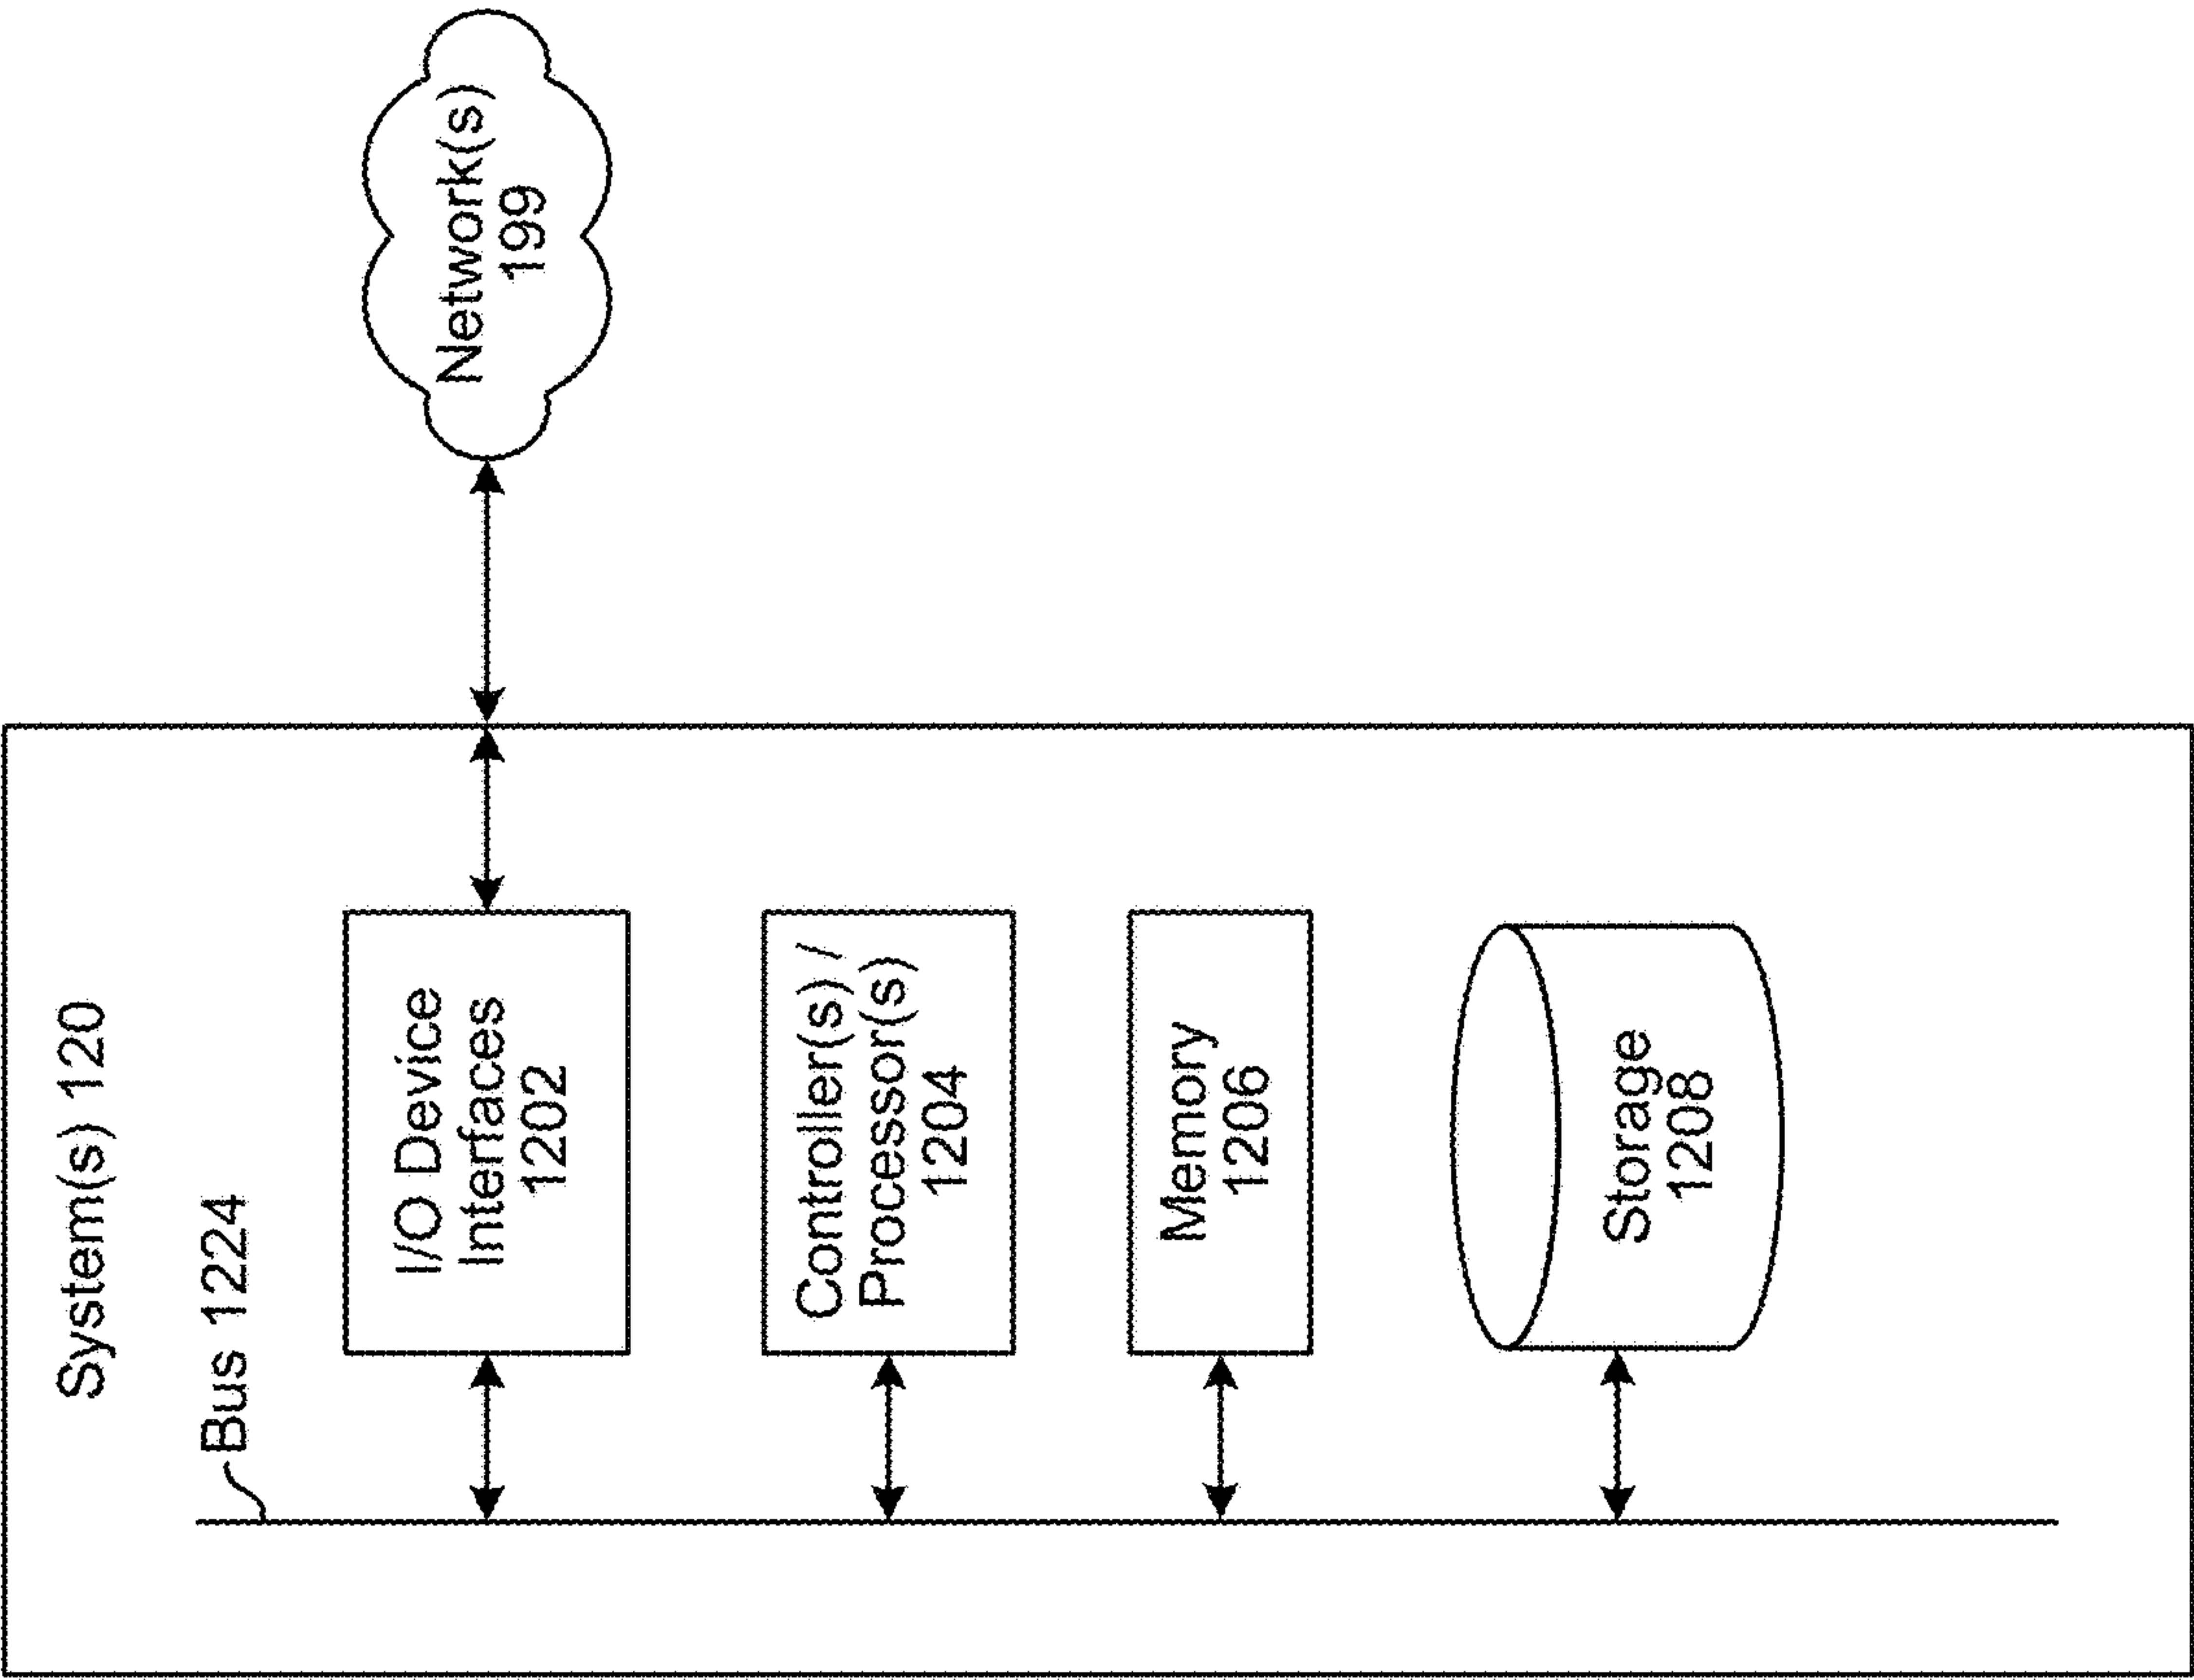 System(s) 120
Bus 1224
I/O Device
Interfaces
1202
Network(s)
199
Controller(s) /
Processor(s)
1204
Memory
1206
Storage
1208